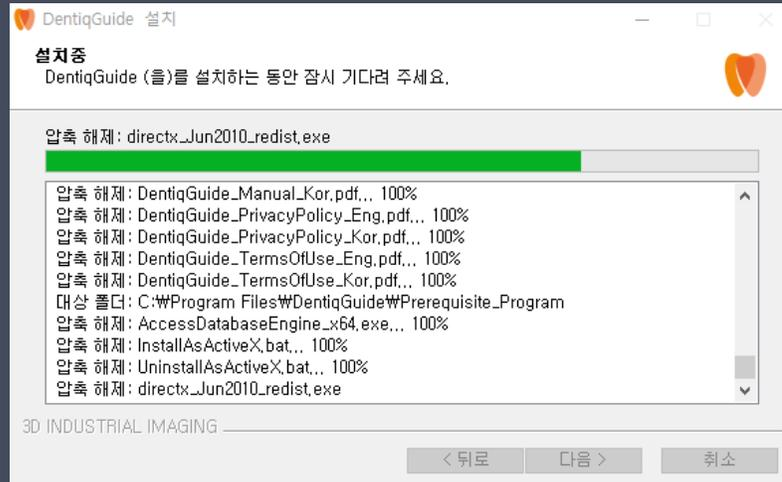 DentiqGuide 설치
설치중
DentiqGuide (을)를 설치하는 동안 잠시 기다려 주세요.
압축 해제: directx_Jun2010_redist.exe
압축 해제: DentiqGuide_Manual_Kor.pdf... 100%
압축 해제: DentiqGuide_PrivacyPolicy_Eng.pdf... 100%
압축 해제: DentiqGuide_PrivacyPolicy_Kor.pdf... 100%
압축 해제: DentiqGuide_TermsOfUse_Eng.pdf... 100%
압축 해제: DentiqGuide_TermsOfUse_Kor.pdf... 100%
대상 폴더: C:₩Program Files₩DentiqGuide₩Prerequisite_Program
압축 해제: AccessDatabaseEngine_x64.exe... 100%
압축 해제: InstallAsActiveX.bat... 100%
압축 해제: UninstallAsActiveX.bat... 100%
압축 해제: directx_Jun2010_redist.exe
3D INDUSTRIAL IMAGING
< 뒤로 다음 > 취소